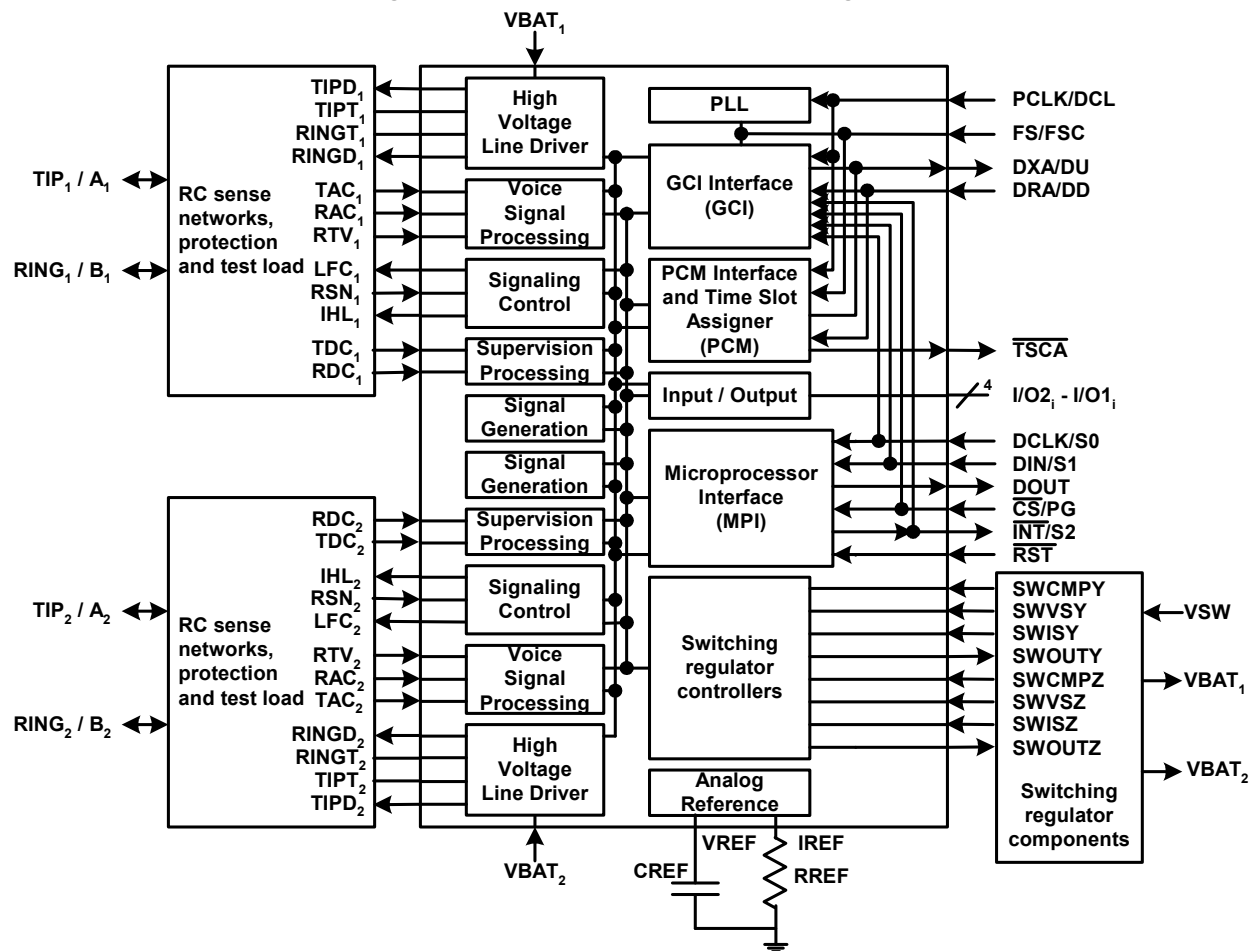 VBAT1
TIPD1
TIPT1
RINGT1
RINGD1
TIP1 / A1
RC sense
networks,
protection
and test load
TAC1
RAC1
RTV1
RING1 / B1
LFC1
RSN1
IHL1
TDC1
RDC1
High
Voltage
Line Driver
Voice
Signal
Processing
Signaling
Control
Supervision
Processing
Signal
Generation
Signal
Generation
Supervision
Processing
Signaling
Control
Voice
Signal
Processing
High
Voltage
Line Driver
RDC2
TDC2
IHL2
RSN2
LFC2
TIP2 / A2
RC sense
networks,
protection
and test load
RTV2
RAC2
TAC2
RING2 / B2
RINGD2
RINGT2
TIPT2
TIPD2
VBAT2
PLL
GCI Interface
(GCI)
PCM Interface
and Time Slot
Assigner
(PCM)
Input / Output
Microprocessor
Interface
(MPI)
Switching
regulator
controllers
Analog
Reference
VREF
IREF
CREF
RREF
PCLK/DCL
FS/FSC
DXA/DU
DRA/DD
TSCA
4
I/O2i - I/O1i
DCLK/S0
DIN/S1
DOUT
CS/PG
INT/S2
RST
SWCMPY
SWVSY
SWISY
SWOUTY
SWCMPZ
SWVSZ
SWISZ
SWOUTZ
Switching
regulator
components
VSW
VBAT1
VBAT2